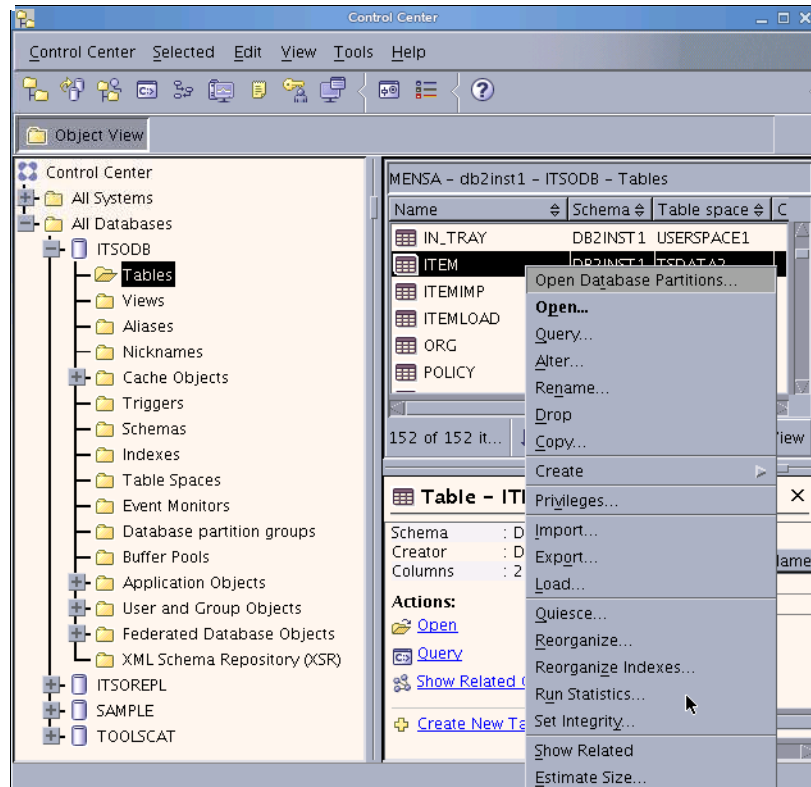 Control Center
Control Center Selected Edit View Tools Help
Object View
Control Center
All Systems
All Databases
ITSODB
Tables
Views
Aliases
Nicknames
Cache Objects
Triggers
Schemas
Indexes
Table Spaces
Event Monitors
Database partition groups
Buffer Pools
Application Objects
User and Group Objects
Federated Database Objects
XML Schema Repository (XSR)
ITSOREPL
SAMPLE
TOOLSCAT
MENSA - db2inst1 - ITSODB - Tables
Name Schema Table space C
IN_TRAY DB2INST1 USERSPACE1
ITEM DB2INST1 TSDATA2
ITEMIMP
ITEMLOAD
ORG
POLICY
152 of 152 it... iew
Table - ITE
Schema : D
Creator : D
Columns : 2
Actions:
Open
Query
Show Related
Create New Ta
lame
Open Database Partitions...
Open...
Query...
Alter...
Rename...
Drop
Copy...
Create
Privileges...
Import...
Export...
Load...
Quiesce...
Reorganize...
Reorganize Indexes...
Run Statistics...
Set Integrity...
Show Related
Estimate Size...